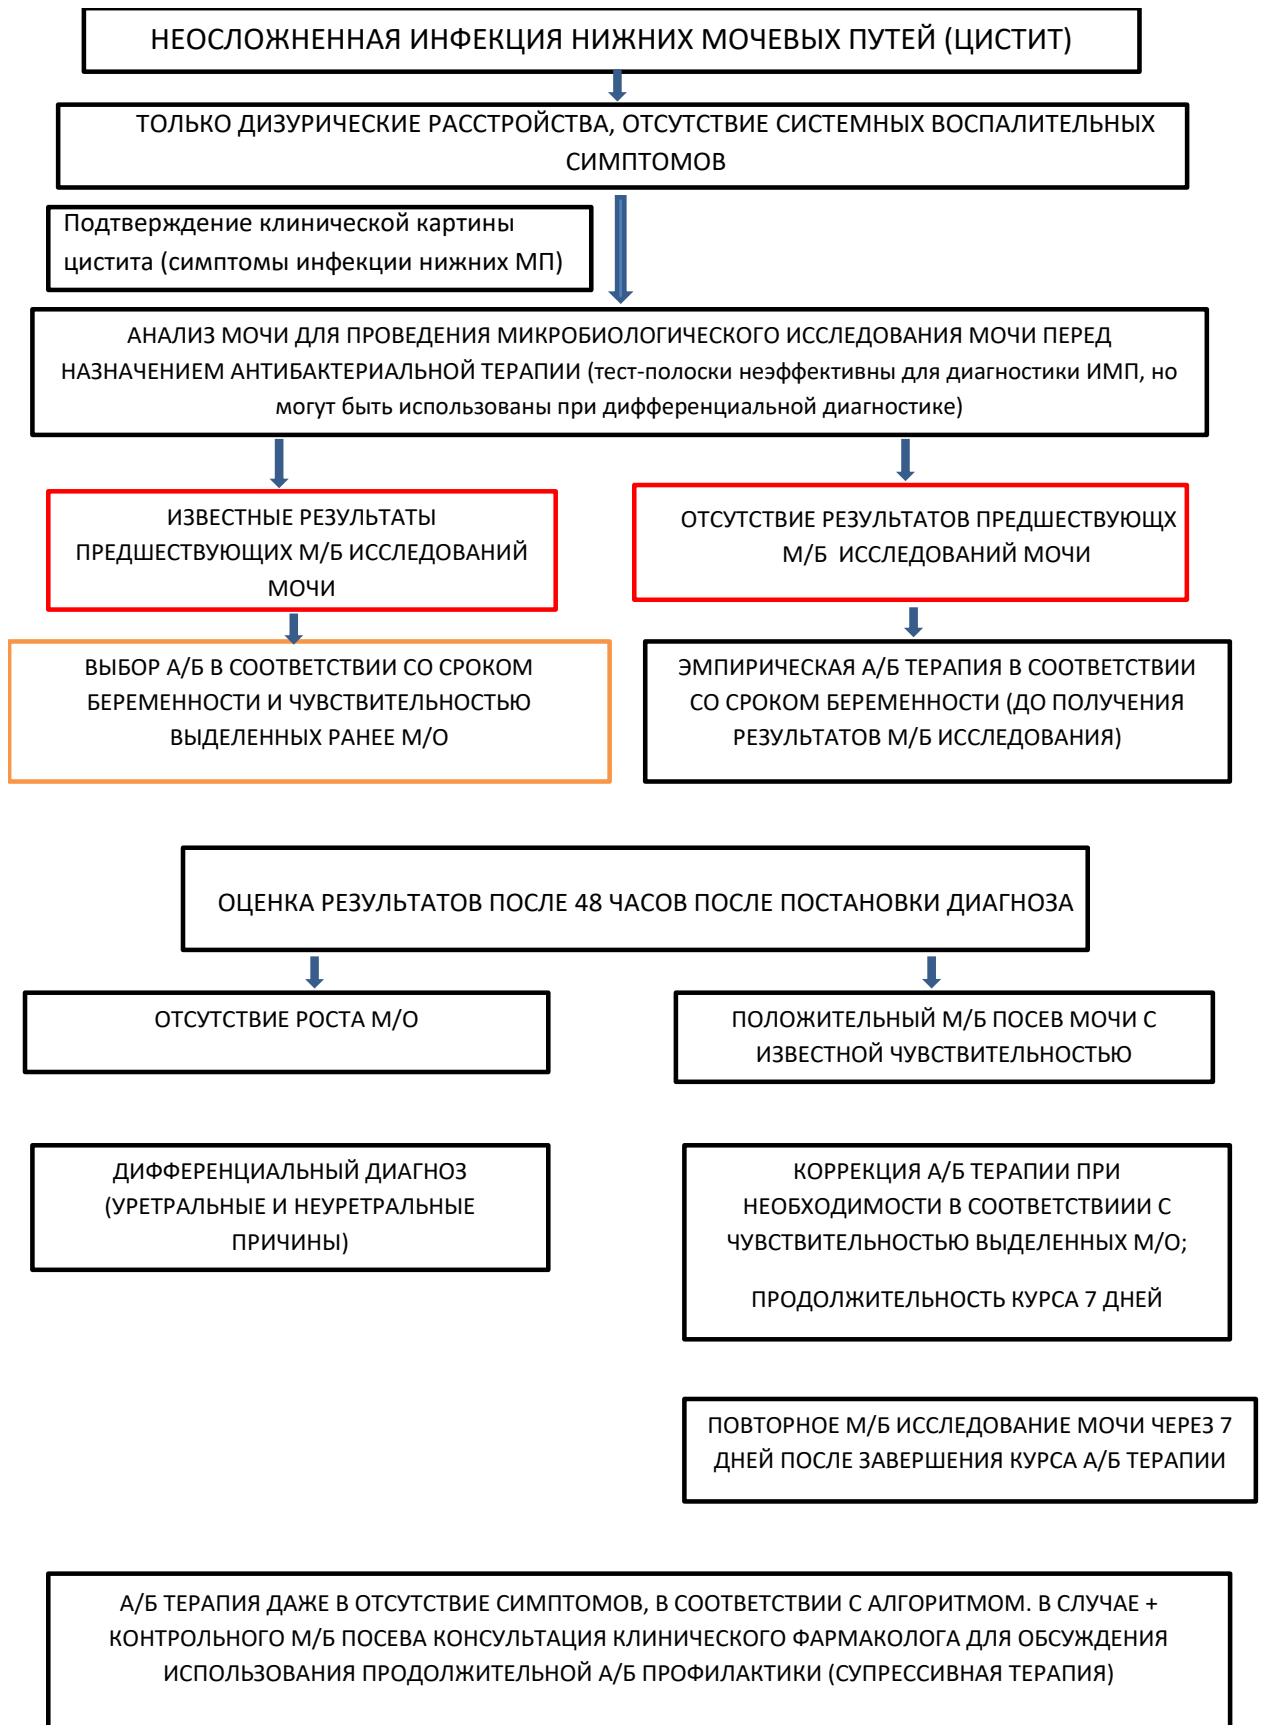 НЕОСЛОЖНЕННАЯ ИНФЕКЦИЯ НИЖНИХ МОЧЕВЫХ ПУТЕЙ (ЦИСТИТ)
ТОЛЬКО ДИЗУРИЧЕСКИЕ РАССТРОЙСТВА, ОТСУТСТВИЕ СИСТЕМНЫХ ВОСПАЛИТЕЛЬНЫХ
СИМПТОМОВ
Подтверждение клинической картины
цистита (симптомы инфекции нижних МП)
АНАЛИЗ МОЧИ ДЛЯ ПРОВЕДЕНИЯ МИКРОБИОЛОГИЧЕСКОГО ИССЛЕДОВАНИЯ МОЧИ ПЕРЕД
НАЗНАЧЕНИЕМ АНТИБАКТЕРИАЛЬНОЙ ТЕРАПИИ (тест-полоски неэффективны для диагностики ИМП, но
могут быть использованы при дифференциальной диагностике)
ИЗВЕСТНЫЕ РЕЗУЛЬТАТЫ
ПРЕДШЕСТВУЮЩИХ М/Б ИССЛЕДОВАНИЙ
МОЧИ
ОТСУТСТВИЕ РЕЗУЛЬТАТОВ ПРЕДШЕСТВУЮЩХ
М/Б ИССЛЕДОВАНИЙ МОЧИ
ВЫБОР А/Б В СООТВЕТСТВИИ СО СРОКОМ
БЕРЕМЕННОСТИ И ЧУВСТВИТЕЛЬНОСТЬЮ
ВЫДЕЛЕННЫХ РАНЕЕ М/О
ЭМПИРИЧЕСКАЯ А/Б ТЕРАПИЯ В СООТВЕТСТВИИ
СО СРОКОМ БЕРЕМЕННОСТИ (ДО ПОЛУЧЕНИЯ
РЕЗУЛЬТАТОВ М/Б ИССЛЕДОВАНИЯ)
ОЦЕНКА РЕЗУЛЬТАТОВ ПОСЛЕ 48 ЧАСОВ ПОСЛЕ ПОСТАНОВКИ ДИАГНОЗА
ОТСУТСТВИЕ РОСТА М/О
ПОЛОЖИТЕЛЬНЫЙ М/Б ПОСЕВ МОЧИ С
ИЗВЕСТНОЙ ЧУВСТВИТЕЛЬНОСТЬЮ
ДИФФЕРЕНЦИАЛЬНЫЙ ДИАГНОЗ
(УРЕТРАЛЬНЫЕ И НЕУРЕТРАЛЬНЫЕ
ПРИЧИНЫ)
КОРРЕКЦИЯ А/Б ТЕРАПИИ ПРИ
НЕОБХОДИМОСТИ В СООТВЕТСТВИИИ С
ЧУВСТВИТЕЛЬНОСТЬЮ ВЫДЕЛЕННЫХ М/О;
ПРОДОЛЖИТЕЛЬНОСТЬ КУРСА 7 ДНЕЙ
ПОВТОРНОЕ М/Б ИССЛЕДОВАНИЕ МОЧИ ЧЕРЕЗ 7
ДНЕЙ ПОСЛЕ ЗАВЕРШЕНИЯ КУРСА А/Б ТЕРАПИИ
А/Б ТЕРАПИЯ ДАЖЕ В ОТСУТСТВИЕ СИМПТОМОВ, В СООТВЕТСТВИИ С АЛГОРИТМОМ. В СЛУЧАЕ +
КОНТРОЛЬНОГО М/Б ПОСЕВА КОНСУЛЬТАЦИЯ КЛИНИЧЕСКОГО ФАРМАКОЛОГА ДЛЯ ОБСУЖДЕНИЯ
ИСПОЛЬЗОВАНИЯ ПРОДОЛЖИТЕЛЬНОЙ А/Б ПРОФИЛАКТИКИ (СУПРЕССИВНАЯ ТЕРАПИЯ)